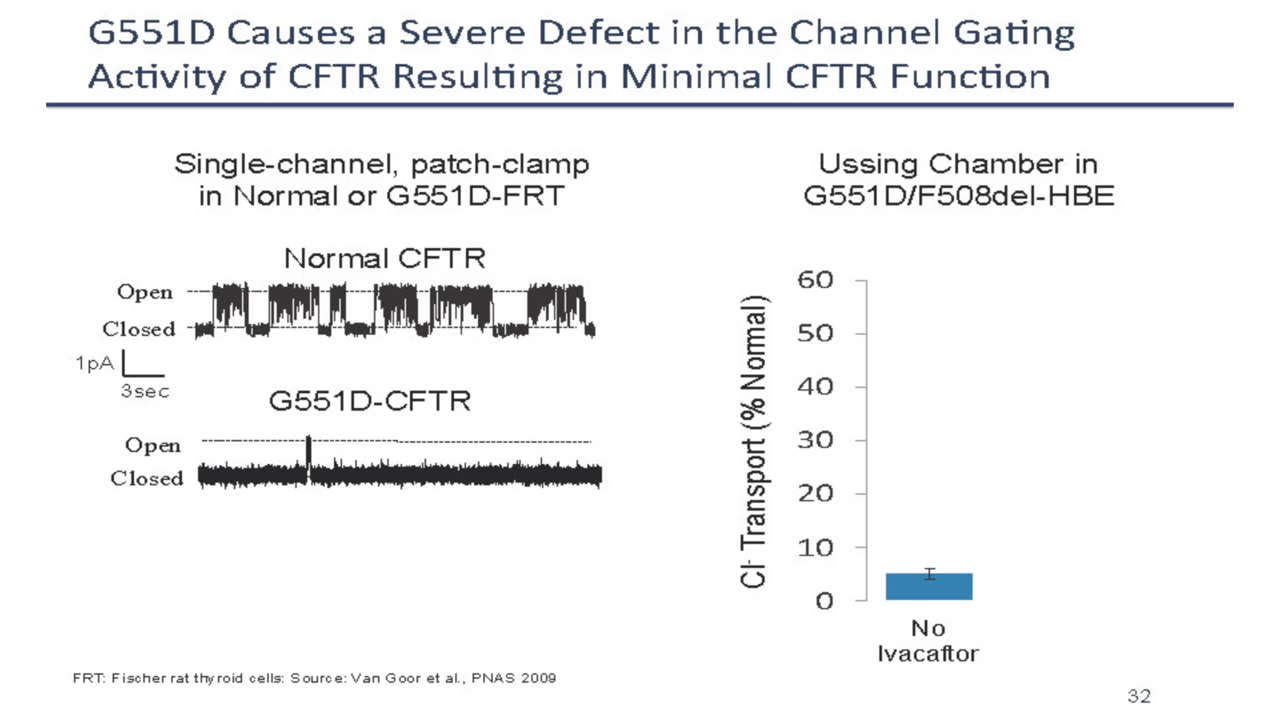 G551D Causes a Severe Defect in the Channel Gating
Activity of CFTR Resulting in Minimal CFTR Function
Single-channel, patch-clamp
in Normal or G551D-FRT
Normal CFTR
Open
Closed
1pA
3sec
G551D-CFTR
Open
Closed
Ussing Chamber in
G551D/F508del-HBE
Cl- Transport (% Normal)
60
50
40
30
20
10
0
No
Ivacaftor
FRT: Fischer rat thyroid cells: Source: Van Goor et al., PNAS 2009
32